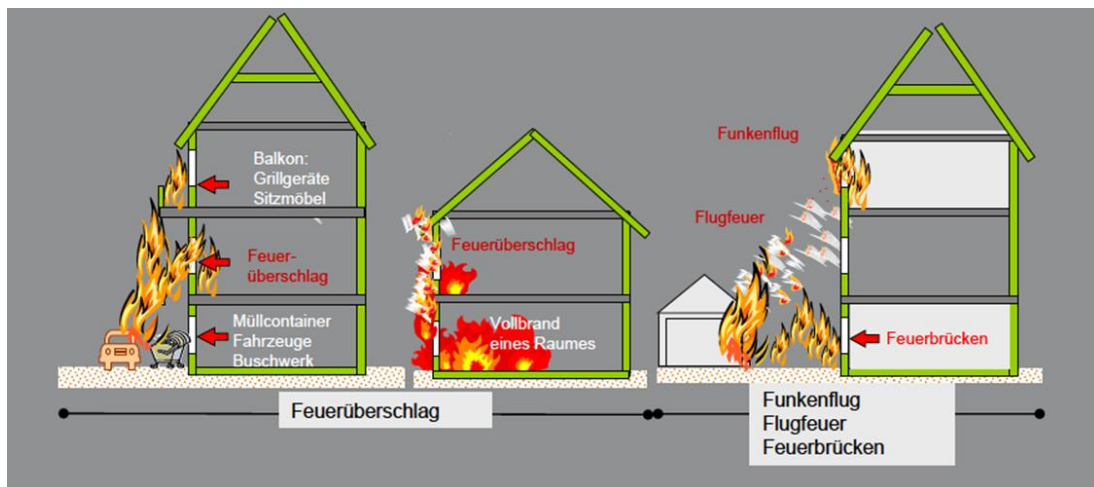 Balkon:
Grillgeräte
Sitzmöbel
Feuer-
überschlag
Müllcontainer
Fahrzeuge
Buschwerk
Feuerüberschlag
Vollbrand
eines Raumes
Funkenflug
Flugfeuer
Feuerbrücken
Feuerüberschlag
Funkenflug
Flugfeuer
Feuerbrücken